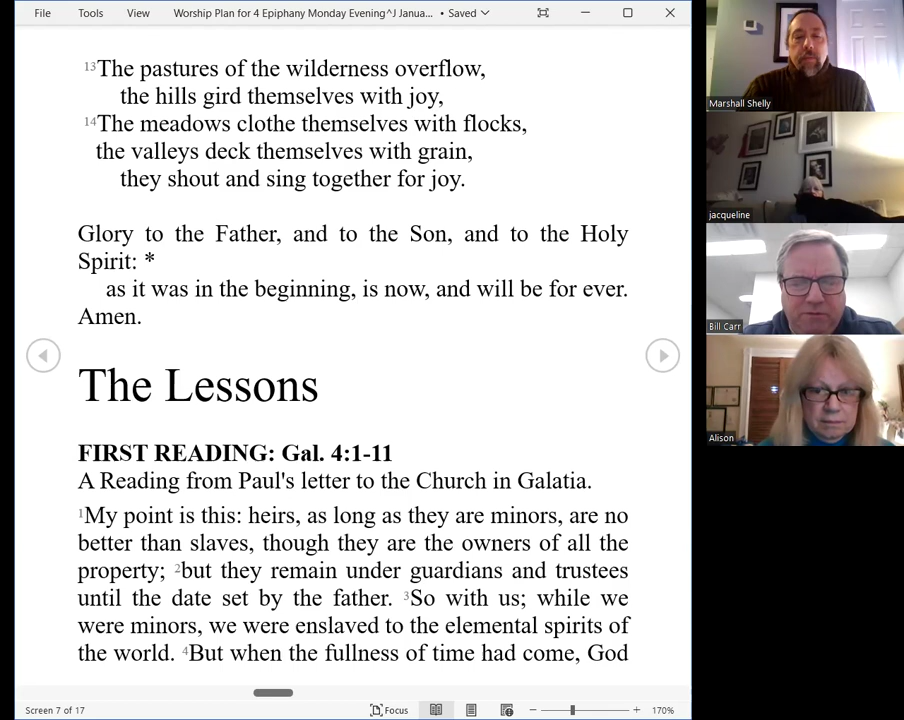 File Tools View Worship Plan for 4 Epiphany Monday Evening^J Janua... • Saved
13The pastures of the wilderness overflow,
the hills gird themselves with joy,
14The meadows clothe themselves with flocks,
the valleys deck themselves with grain,
they shout and sing together for joy.
Glory to the Father, and to the Son, and to the Holy
Spirit: *
as it was in the beginning, is now, and will be for ever.
Amen.
The Lessons
FIRST READING: Gal. 4:1-11
A Reading from Paul's letter to the Church in Galatia.
1My point is this: heirs, as long as they are minors, are no
better than slaves, though they are the owners of all the
property; 2but they remain under guardians and trustees
until the date set by the father. 3So with us; while we
were minors, we were enslaved to the elemental spirits of
the world. 4But when the fullness of time had come, God
Screen 7 of 17 Focus 170%
Marshall Shelly
jacqueline
Bill Carr
Alison